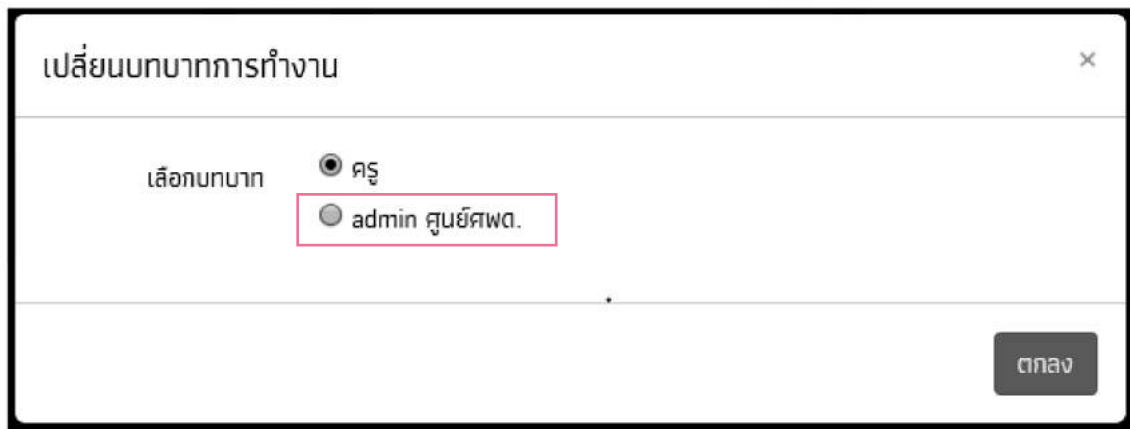 เปลี่ยนบทบาทการทำงาน ×
เลือกบทบาท
ครู
admin ศูนย์ศพด.
ตกลง